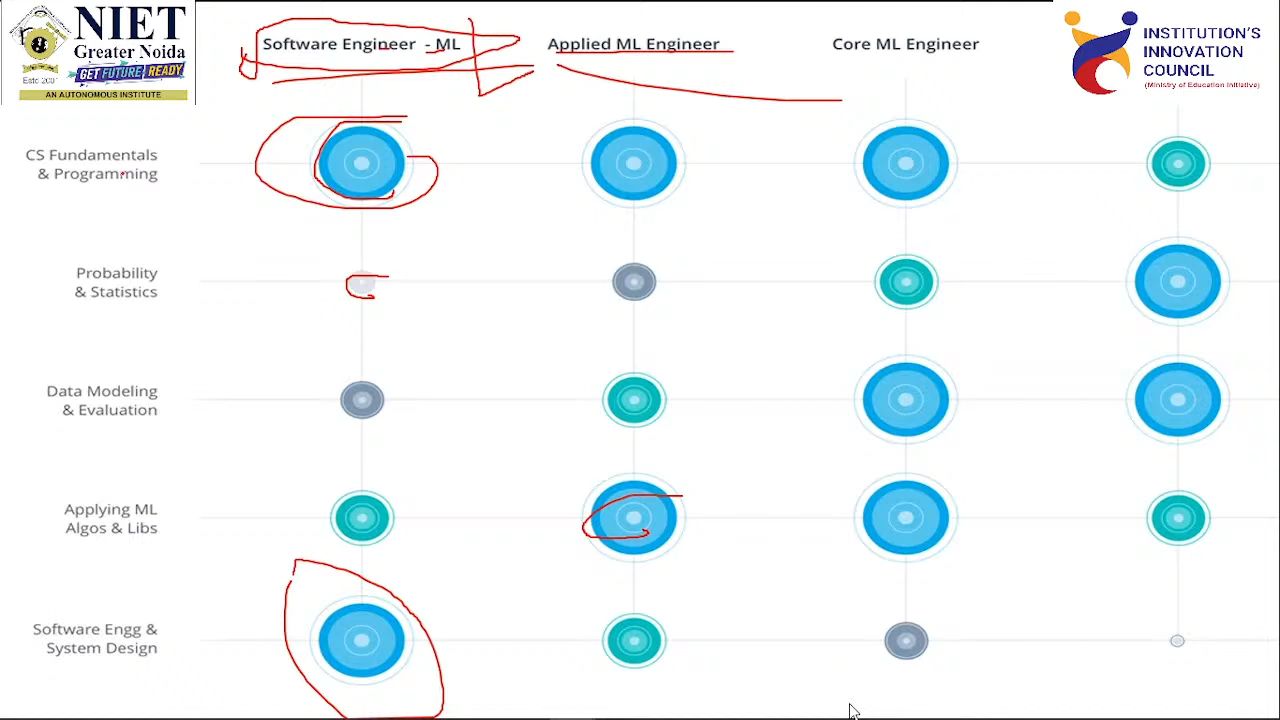 NIET
Greater Noida
GET FUTURE READY
AN AUTONOMOUS INSTITUTE
Software Engineer - ML
Applied ML Engineer
Core ML Engineer
INSTITUTION'S
INNOVATION
COUNCIL
(Ministry of Education Initiative)
CS Fundamentals
& Programming
Probability
& Statistics
Data Modeling
& Evaluation
Applying ML
Algos & Libs
Software Engg &
System Design